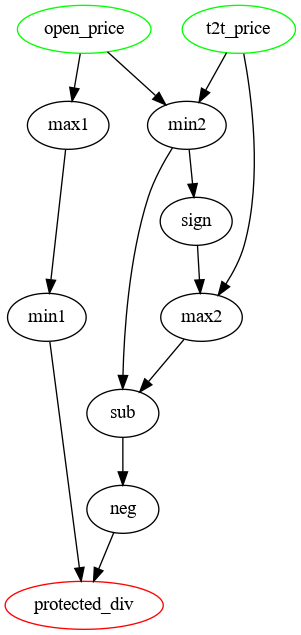 open_price
t2t_price
max1
min2
sign
min1
max2
sub
neg
protected_div